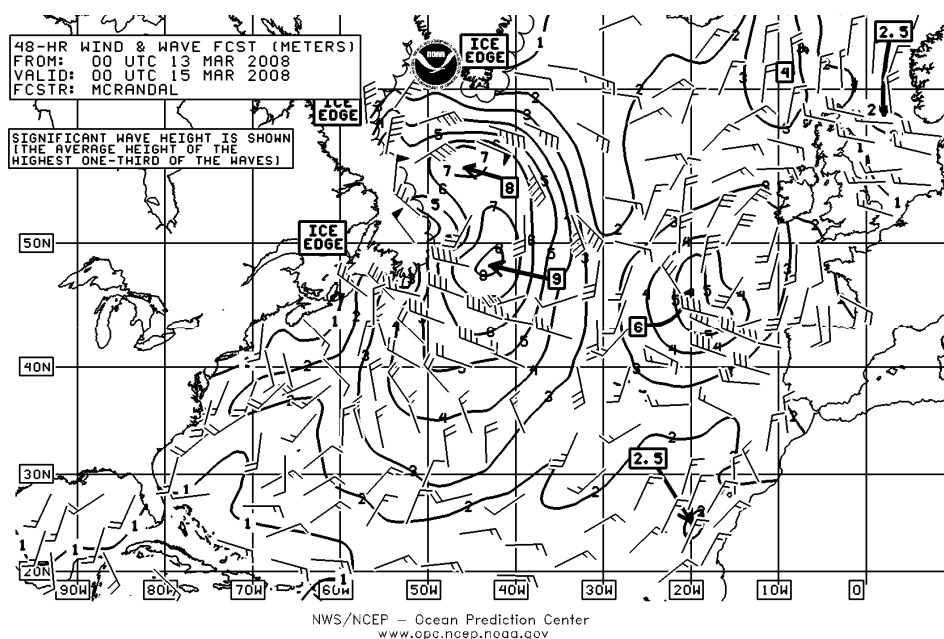 48-HR WIND & WAVE FCST (METERS)
FROM: 00 UTC 13 MAR 2008
VALID: 00 UTC 15 MAR 2008
FCSTR: MCRANDAL
SIGNIFICANT WAVE HEIGHT IS SHOWN
(THE AVERAGE HEIGHT OF THE
HIGHEST ONE-THIRD OF THE WAVES)
NOAA
ICE
EDGE
ICE
EDGE
ICE
EDGE
2.5
4
8
9
6
2.5
50N
40N
30N
20N
90W
80W
70W
60W
50W
40W
30W
20W
10W
0
NWS/NCEP – Ocean Prediction Center
www.opc.ncep.noaa.gov